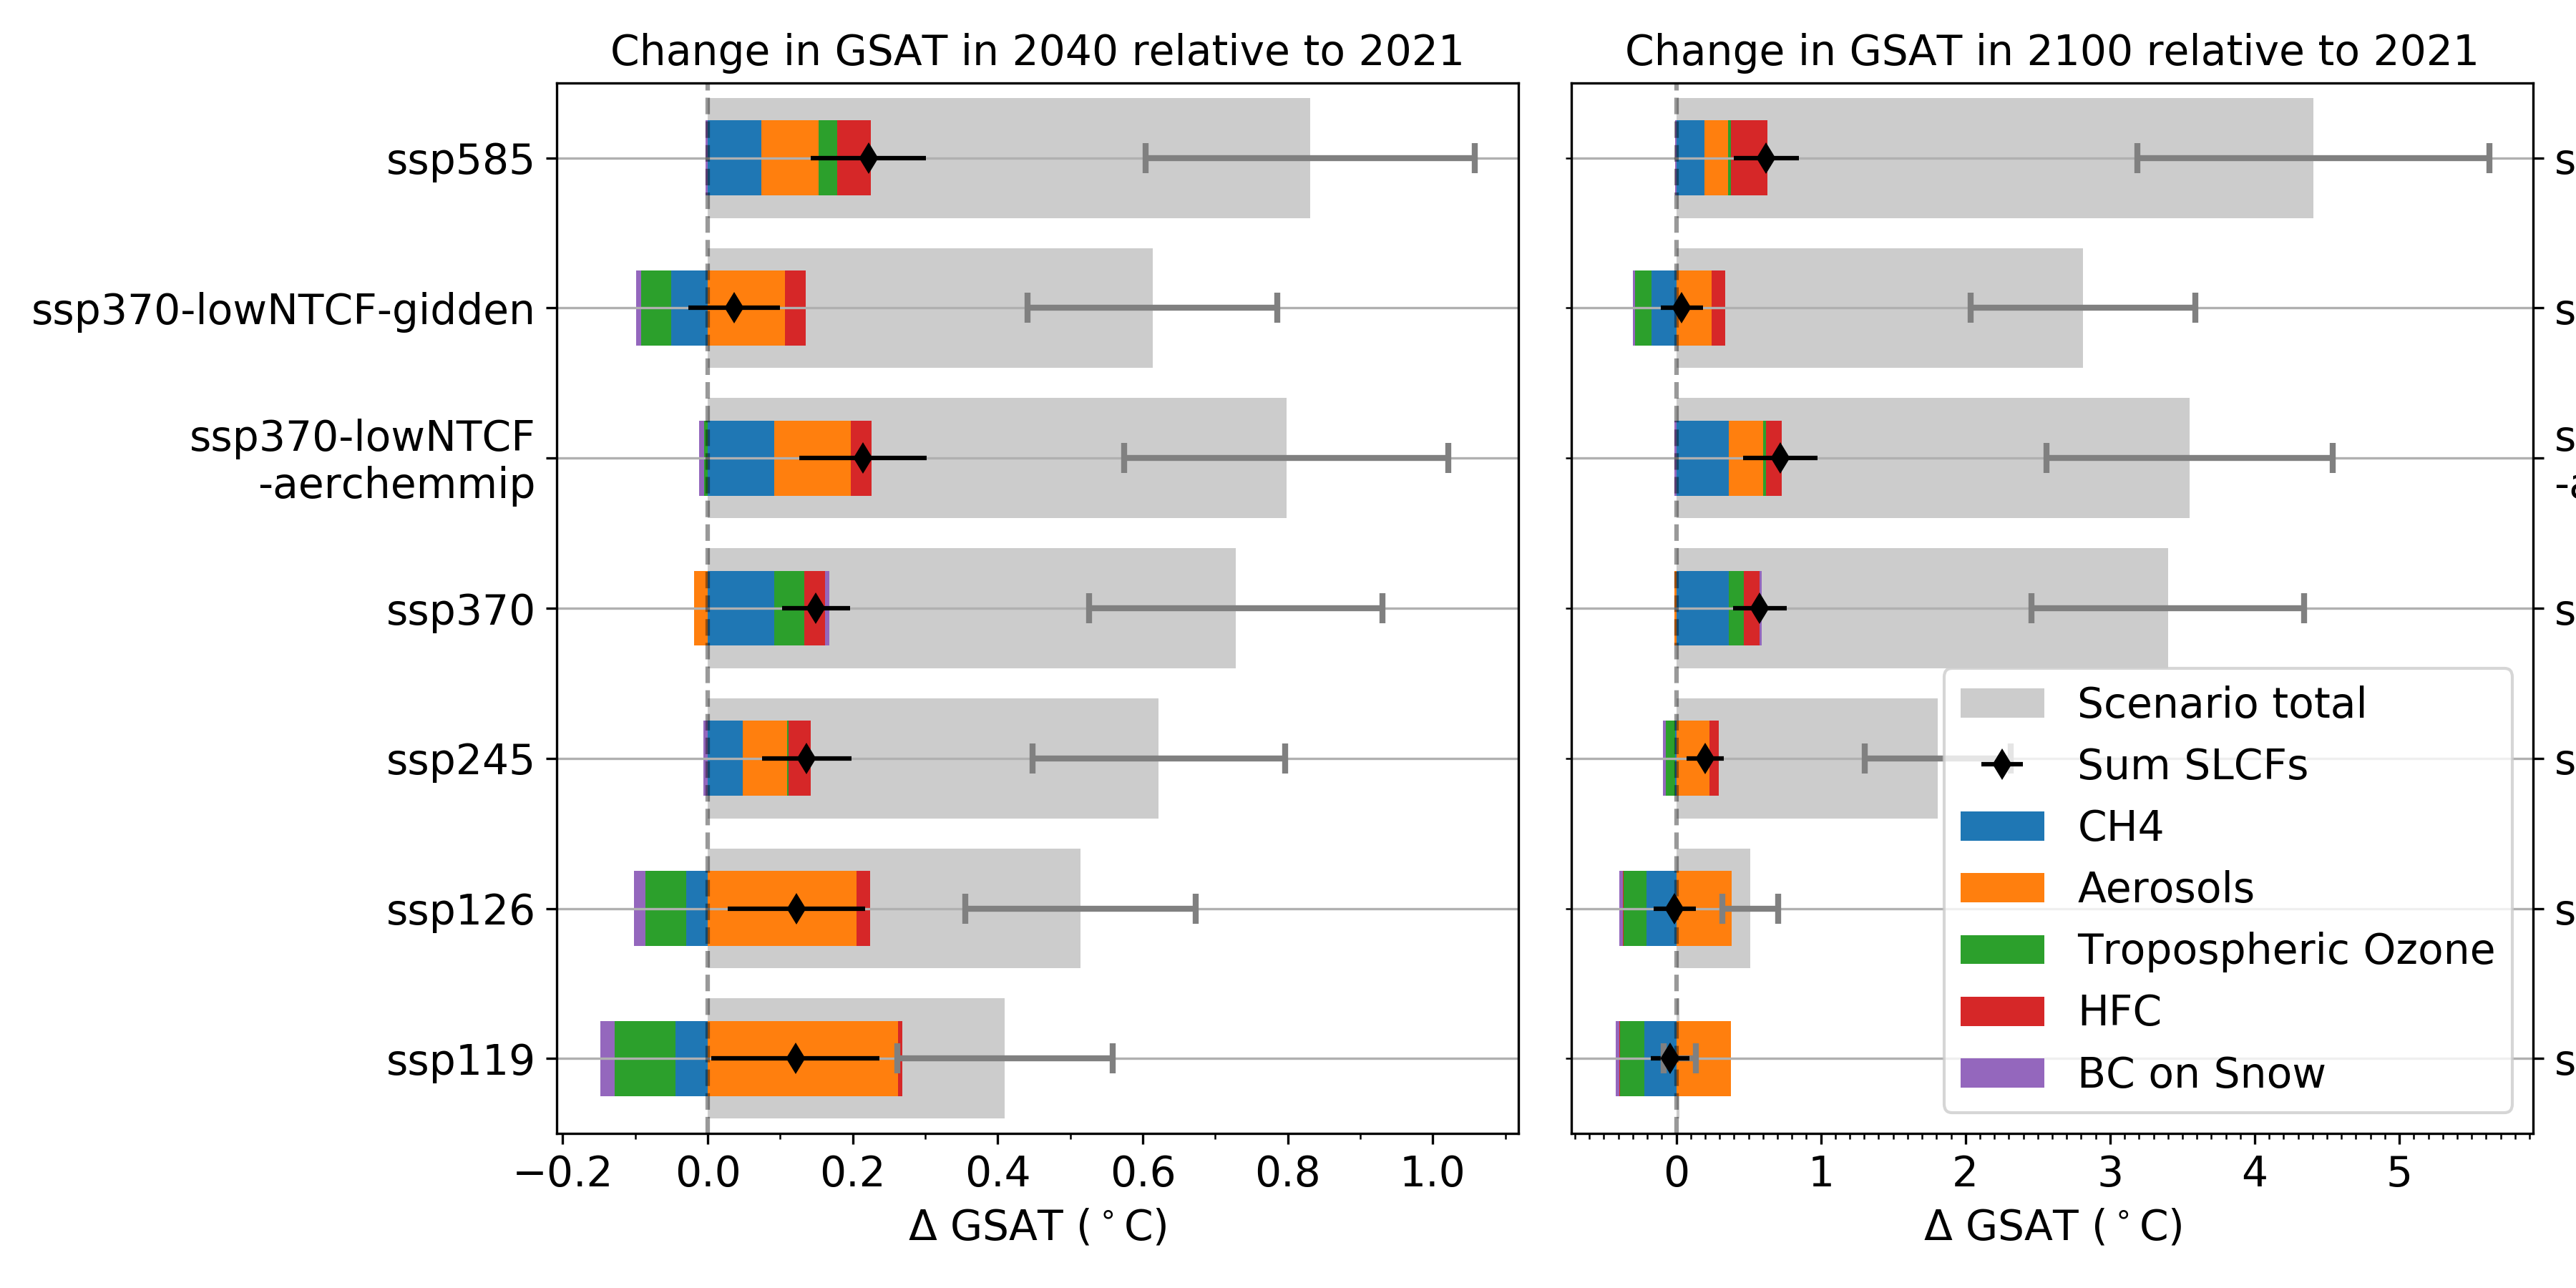 Change in GSAT in 2040 relative to 2021
Change in GSAT in 2100 relative to 2021
ssp585
ssp370-lowNTCF-gidden
ssp370-lowNTCF
-aerchemmip
ssp370
ssp245
ssp126
ssp119
−0.2 0.0 0.2 0.4 0.6 0.8 1.0
Δ GSAT (°C)
Scenario total
Sum SLCFs
CH4
Aerosols
Tropospheric Ozone
HFC
BC on Snow
0 1 2 3 4 5
Δ GSAT (°C)